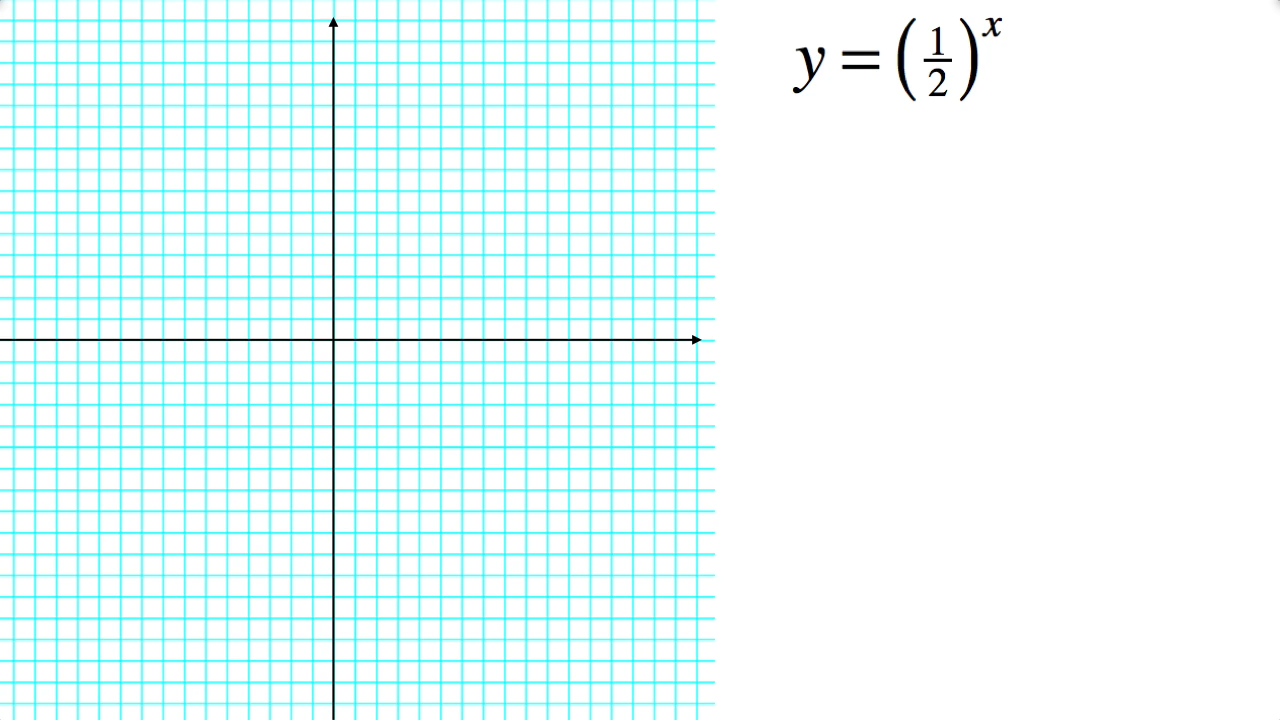 y = (1/2)^x